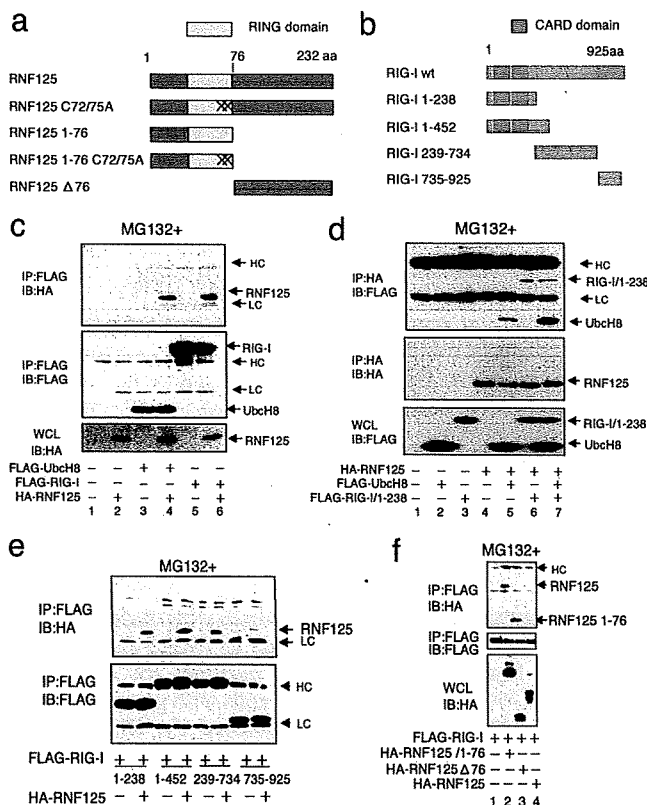 a
RING domain
1 76 232 aa
RNF125
RNF125 C72/75A
RNF125 1-76
RNF125 1-76 C72/75A
RNF125 Δ76
b
CARD domain
1 925aa
RIG-I wt
RIG-I 1-238
RIG-I 1-452
RIG-I 239-734
RIG-I 735-925
c
MG132+
IP:FLAG
IB:HA
HC
RNF125
LC
IP:FLAG
IB:FLAG
RIG-I
HC
LC
UbcH8
WCL
IB:HA
RNF125
FLAG-UbcH8 - - + + - -
FLAG-RIG-I - - - - + +
HA-RNF125 - + - + - +
1 2 3 4 5 6
d
MG132+
IP:HA
IB:FLAG
HC
RIG-I/1-238
LC
UbcH8
IP:HA
IB:HA
RNF125
WCL
IB:FLAG
RIG-I/1-238
UbcH8
HA-RNF125 - - - + + + +
FLAG-UbcH8 - + - - + - +
FLAG-RIG-I/1-238 - - + - - + +
1 2 3 4 5 6 7
e
MG132+
IP:FLAG
IB:HA
RNF125
LC
IP:FLAG
IB:FLAG
HC
LC
FLAG-RIG-I + + + + + + + +
1-238 1-452 239-734 735-925
HA-RNF125 - + - + - + - +
f
MG132+
IP:FLAG
IB:HA
HC
RNF125
RNF125 1-76
IP:FLAG
IB:FLAG
WCL
IB:HA
FLAG-RIG-I + + + +
HA-RNF125 /1-76 - + - -
HA-RNF125 Δ76 - - + -
HA-RNF125 - - - +
1 2 3 4